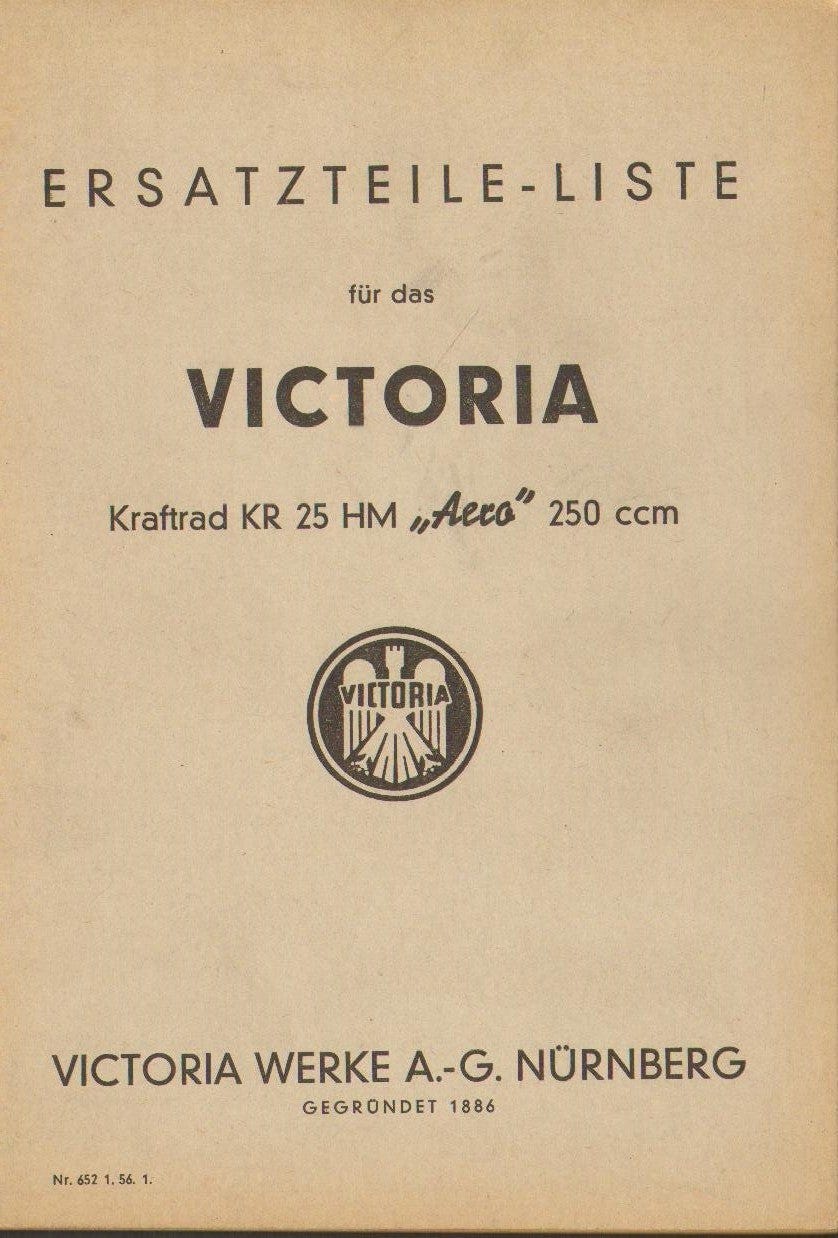 ERSATZTEILE-LISTE
für das
VICTORIA
Kraftrad KR 25 HM „Aero" 250 ccm
VICTORIA
VICTORIA WERKE A.-G. NÜRNBERG
GEGRÜNDET 1886
Nr. 652 1. 56. 1.